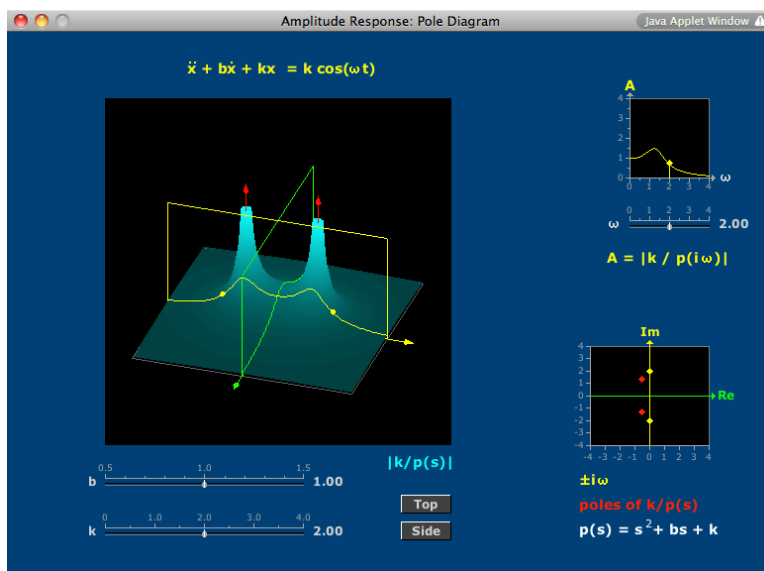 Amplitude Response: Pole Diagram
Java Applet Window
ẍ + bẋ + kx = k cos(ωt)
A
4
3
2
1
0
0 1 2 3 4
ω
0 1 2 3 4
ω 2.00
A = |k / p(iω)|
Im
4
3
2
1
0
-1
-2
-3
-4
Re
-4 -3 -2 -1 0 1 2 3 4
|k/p(s)|
0.5 1.0 1.5
b 1.00
0 1.0 2.0 3.0 4.0
k 2.00
Top
Side
±iω
poles of k/p(s)
p(s) = s²+ bs + k